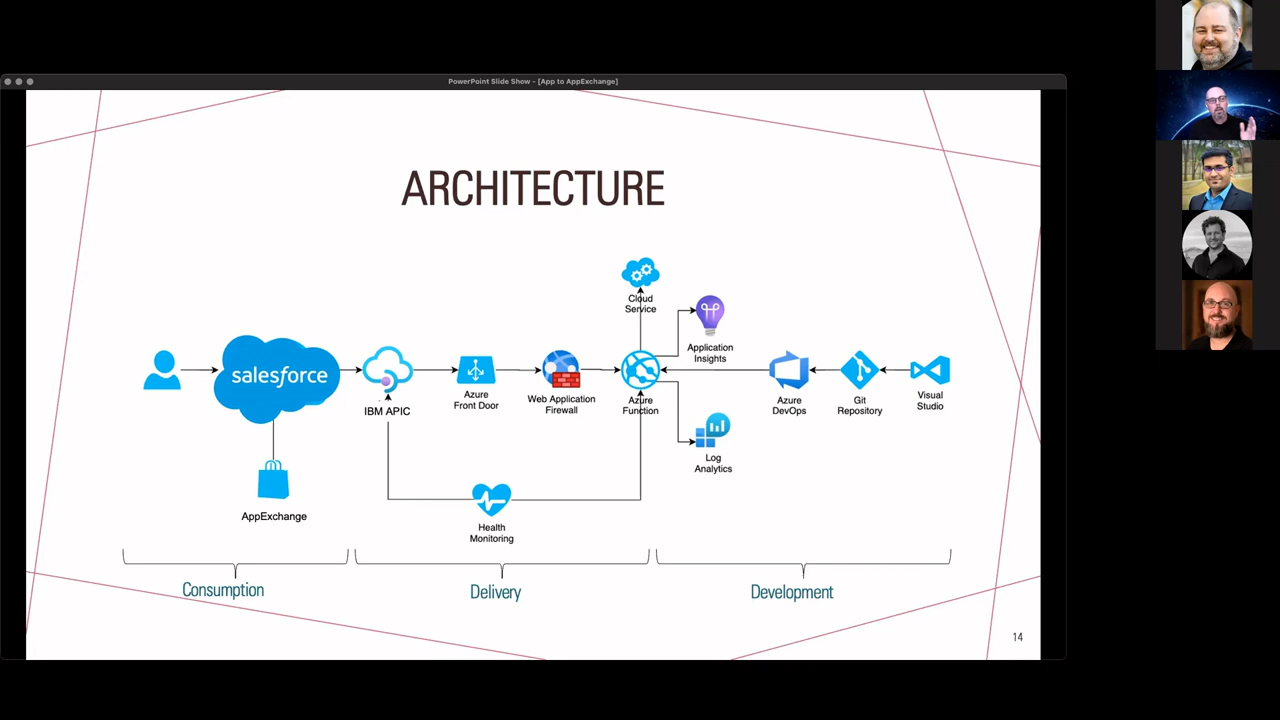 PowerPoint Slide Show - [App to AppExchange]
ARCHITECTURE
Cloud
Service
Application
Insights
salesforce
IBM APIC
Azure
Front Door
Web Application
Firewall
Azure
Function
Azure
DevOps
Git
Repository
Visual
Studio
Log
Analytics
AppExchange
Health
Monitoring
Consumption
Delivery
Development
14